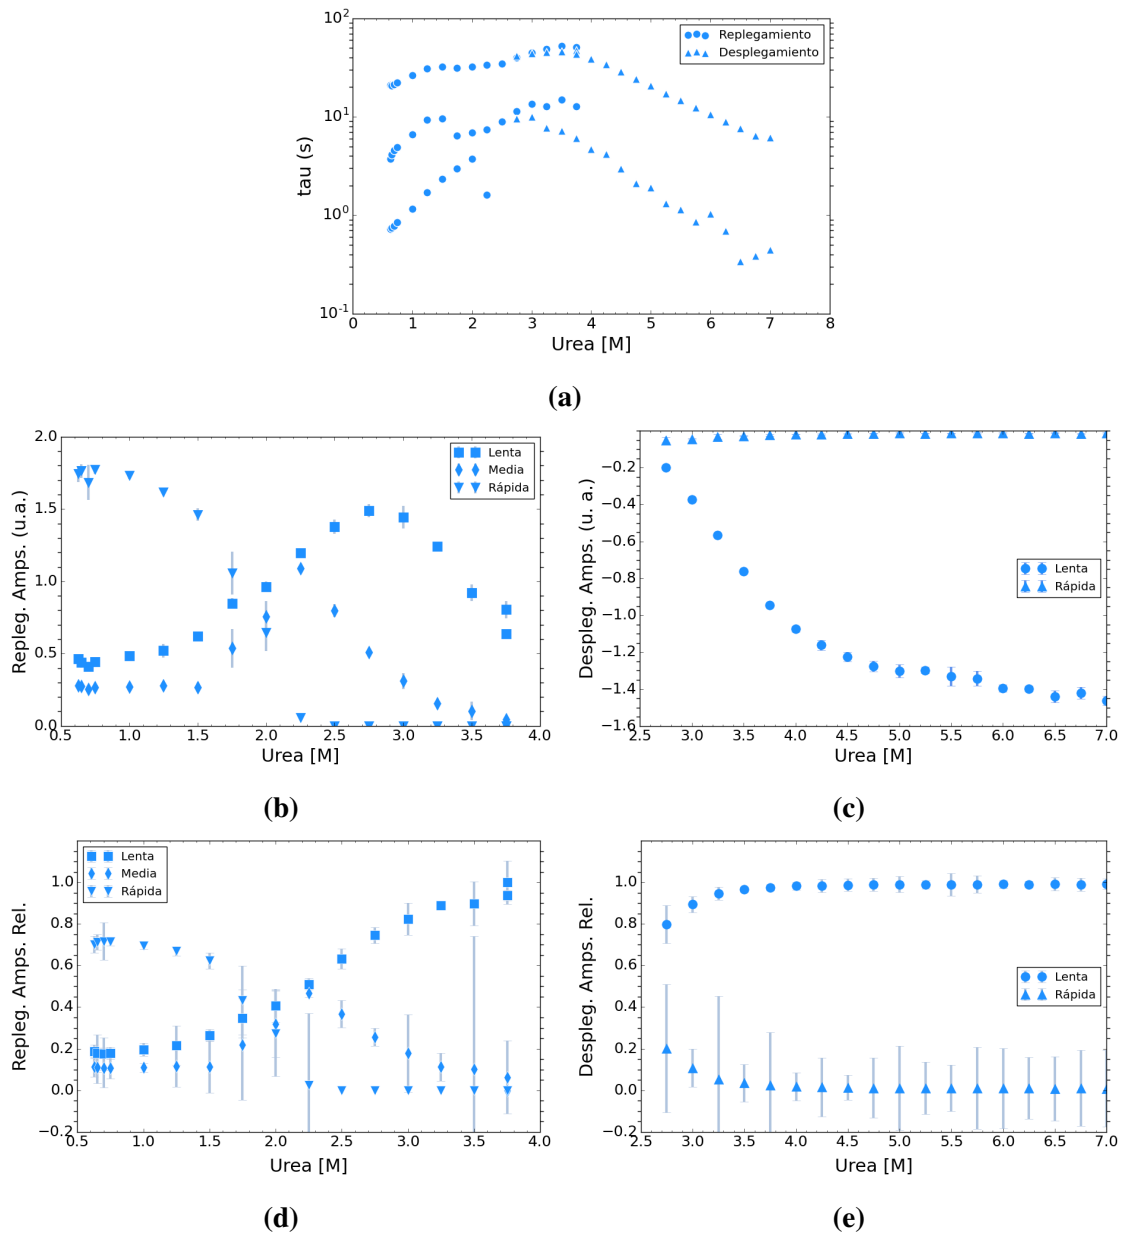 10²
10¹
10⁰
10⁻¹
tau (s)
Replegamiento
Desplegamiento
0 1 2 3 4 5 6 7 8
Urea [M]
(a)
2.0
1.5
1.0
0.5
0.0
Repleg. Amps. (u.a.)
Lenta
Media
Rápida
0.5 1.0 1.5 2.0 2.5 3.0 3.5 4.0
Urea [M]
(b)
−0.2
−0.4
−0.6
−0.8
−1.0
−1.2
−1.4
−1.6
Despleg. Amps. (u. a.)
Lenta
Rápida
2.5 3.0 3.5 4.0 4.5 5.0 5.5 6.0 6.5 7.0
Urea [M]
(c)
1.0
0.8
0.6
0.4
0.2
0.0
−0.2
Repleg. Amps. Rel.
Lenta
Media
Rápida
0.5 1.0 1.5 2.0 2.5 3.0 3.5 4.0
Urea [M]
(d)
1.0
0.8
0.6
0.4
0.2
0.0
−0.2
Despleg. Amps. Rel.
Lenta
Rápida
2.5 3.0 3.5 4.0 4.5 5.0 5.5 6.0 6.5 7.0
Urea [M]
(e)